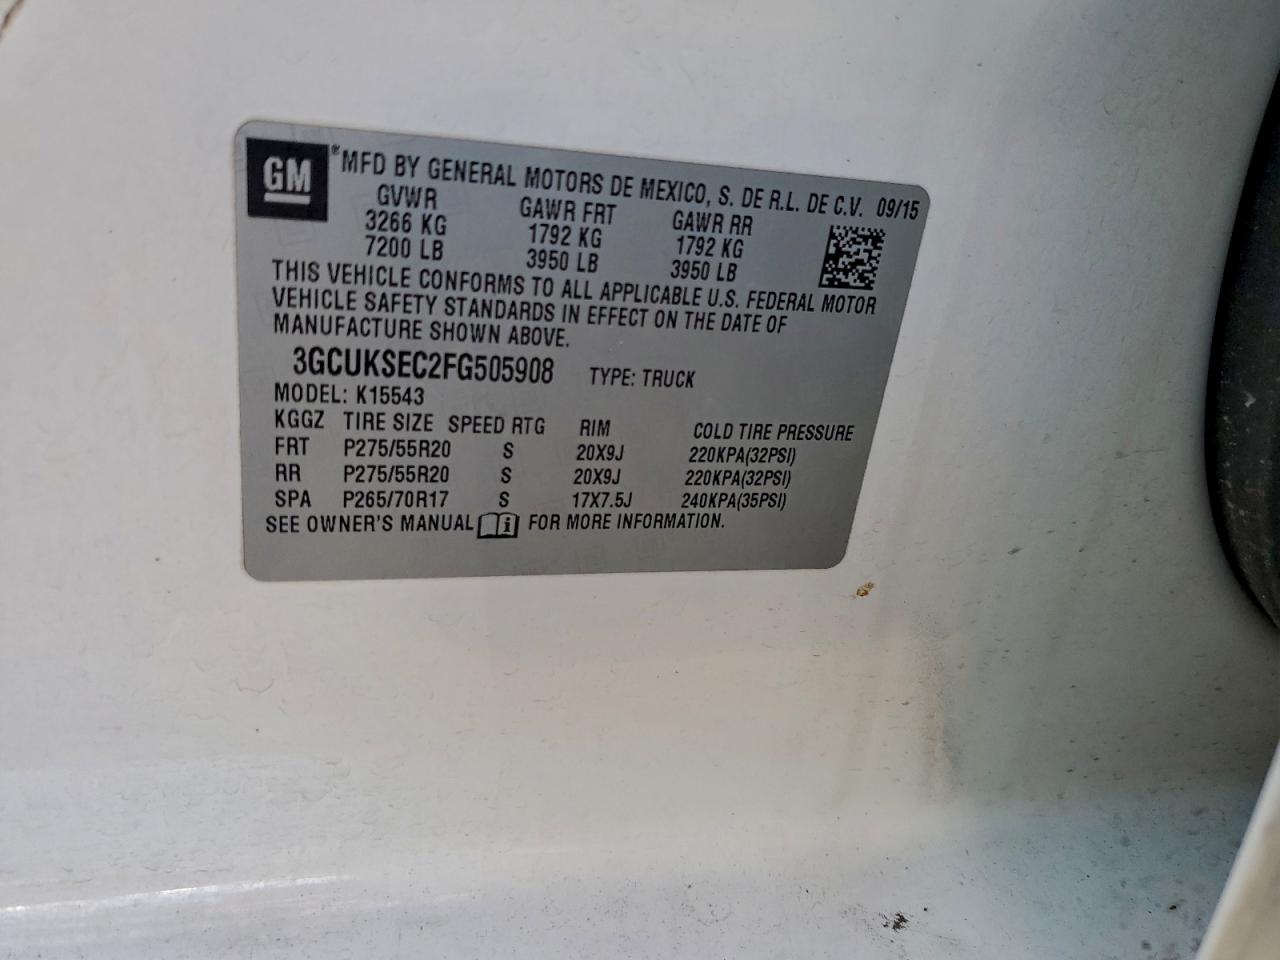 GM
® MFD BY GENERAL MOTORS DE MEXICO, S. DE R.L. DE C.V. 09/15
GVWR GAWR FRT GAWR RR
3266 KG 1792 KG 1792 KG
7200 LB 3950 LB 3950 LB
THIS VEHICLE CONFORMS TO ALL APPLICABLE U.S. FEDERAL MOTOR
VEHICLE SAFETY STANDARDS IN EFFECT ON THE DATE OF
MANUFACTURE SHOWN ABOVE.
3GCUKSEC2FG505908 TYPE: TRUCK
MODEL: K15543
KGGZ TIRE SIZE SPEED RTG RIM COLD TIRE PRESSURE
FRT P275/55R20 S 20X9J 220KPA(32PSI)
RR P275/55R20 S 20X9J 220KPA(32PSI)
SPA P265/70R17 S 17X7.5J 240KPA(35PSI)
SEE OWNER'S MANUAL i FOR MORE INFORMATION.